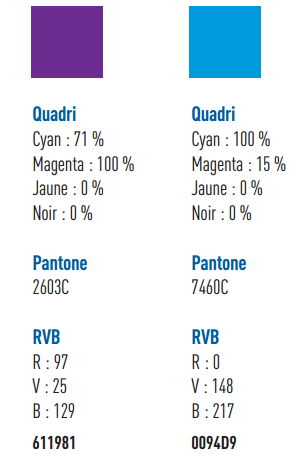 Quadri
Cyan : 71 %
Magenta : 100 %
Jaune : 0 %
Noir : 0 %
Pantone
2603C
RVB
R : 97
V : 25
B : 129
611981
Quadri
Cyan : 100 %
Magenta : 15 %
Jaune : 0 %
Noir : 0 %
Pantone
7460C
RVB
R : 0
V : 148
B : 217
0094D9